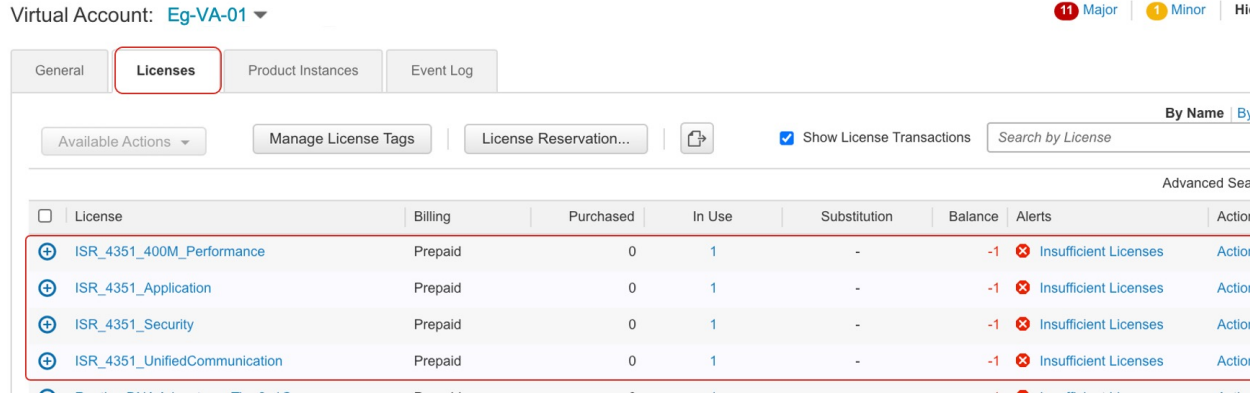 Virtual Account: Eg-VA-01
11 Major 1 Minor
General Licenses Product Instances Event Log
By Name
Available Actions Manage License Tags License Reservation... Show License Transactions Search by License
Advanced
License Billing Purchased In Use Substitution Balance Alerts
ISR_4351_400M_Performance Prepaid 0 1 - -1 Insufficient Licenses
ISR_4351_Application Prepaid 0 1 - -1 Insufficient Licenses
ISR_4351_Security Prepaid 0 1 - -1 Insufficient Licenses
ISR_4351_UnifiedCommunication Prepaid 0 1 - -1 Insufficient Licenses